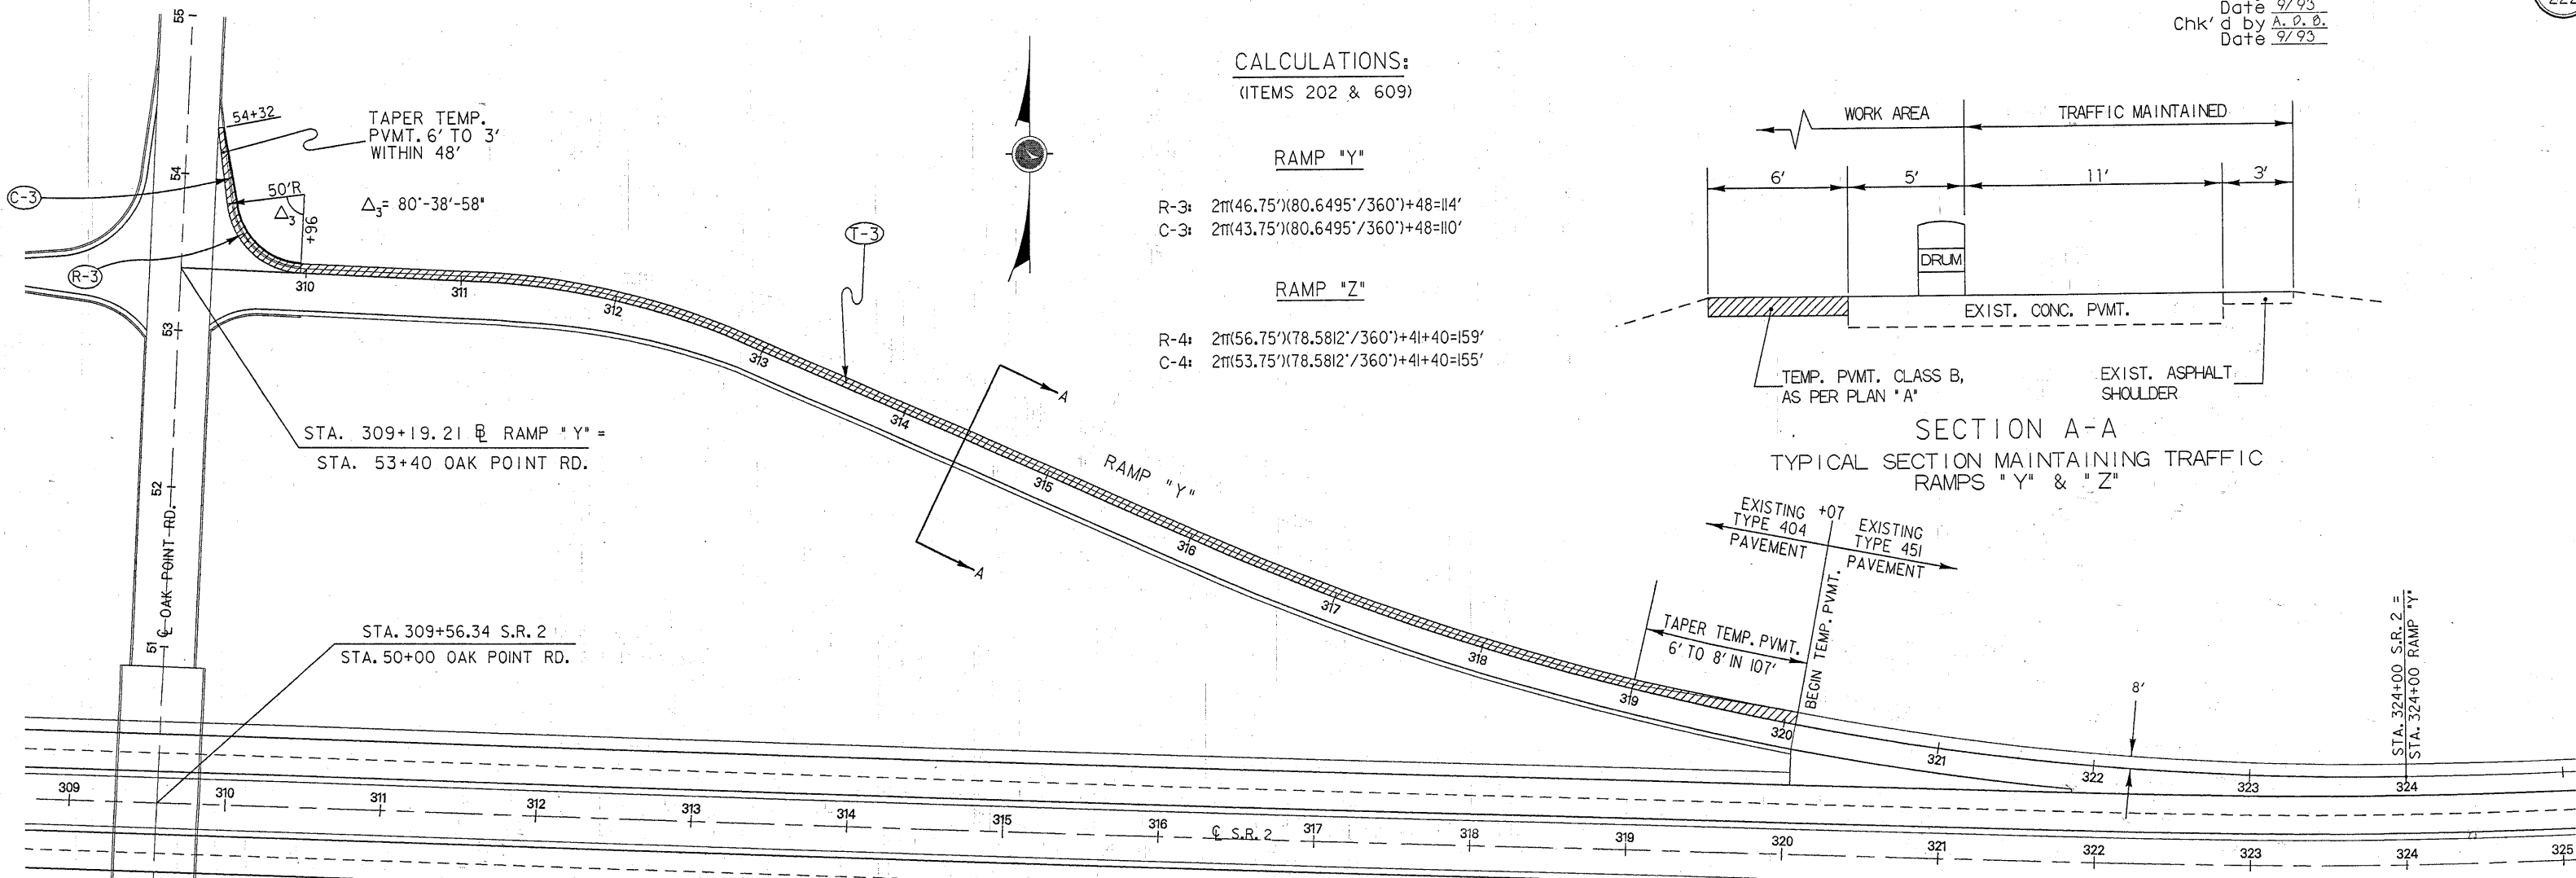 Date 9/93
Chk'd by A.D.B.
Date 9/93
222
CALCULATIONS:
(ITEMS 202 & 609)
RAMP "Y"
R-3: 2π(46.75')(80.6495°/360°)+48=114'
C-3: 2π(43.75')(80.6495°/360°)+48=110'
RAMP "Z"
R-4: 2π(56.75')(78.5812°/360°)+41+40=159'
C-4: 2π(53.75')(78.5812°/360°)+41+40=155'
WORK AREA
TRAFFIC MAINTAINED
6'
5'
11'
3'
DRUM
EXIST. CONC. PVMT.
TEMP. PVMT. CLASS B,
AS PER PLAN "A"
EXIST. ASPHALT
SHOULDER
SECTION A-A
TYPICAL SECTION MAINTAINING TRAFFIC
RAMPS "Y" & "Z"
55
54+32
TAPER TEMP.
PVMT. 6' TO 3'
WITHIN 48'
54
C-3
50'R
Δ3
Δ3= 80°-38'-58"
+96
R-3
T-3
53
310
311
312
313
314
315
316
317
318
319
320
321
322
323
324
A
A
RAMP "Y"
STA. 309+19.21 BL RAMP "Y" =
STA. 53+40 OAK POINT RD.
52
CL OAK POINT RD.
51
STA. 309+56.34 S.R. 2
STA. 50+00 OAK POINT RD.
EXISTING
TYPE 404
PAVEMENT
+07
EXISTING
TYPE 451
PAVEMENT
BEGIN TEMP. PVMT.
TAPER TEMP. PVMT.
6' TO 8' IN 107'
8'
STA. 324+00 S.R. 2 =
STA. 324+00 RAMP "Y"
309
310
311
312
313
314
315
316
CL S.R. 2
317
318
319
320
321
322
323
324
325